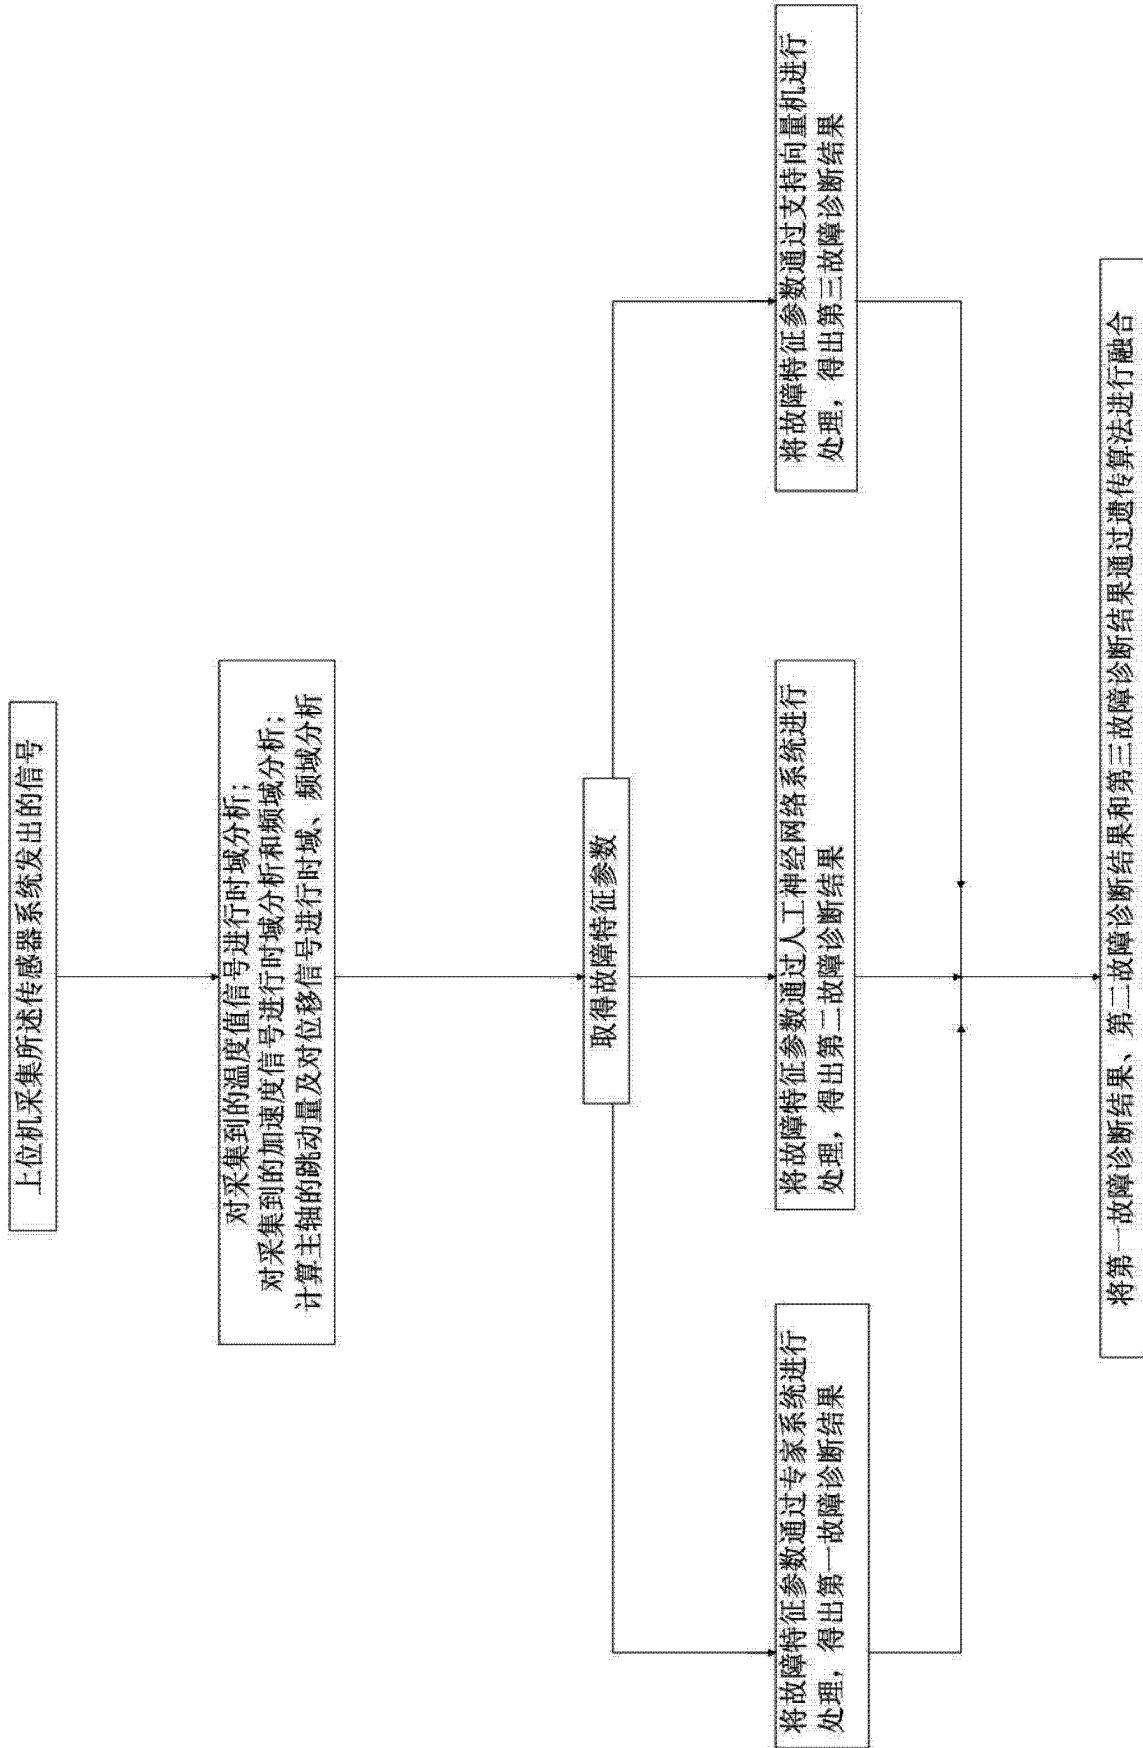 上位机采集所述传感器系统发出的信号
对采集到的温度值信号进行时域分析；
对采集到的加速度信号进行时域分析和频域分析；
计算主轴的跳动量及对位移信号进行时域、频域分析
取得故障特征参数
将故障特征参数通过专家系统进行
处理，得出第一故障诊断结果
将故障特征参数通过人工神经网络系统进行
处理，得出第二故障诊断结果
将故障特征参数通过支持向量机进行
处理，得出第三故障诊断结果
将第一故障诊断结果、第二故障诊断结果和第三故障诊断结果通过遗传算法进行融合